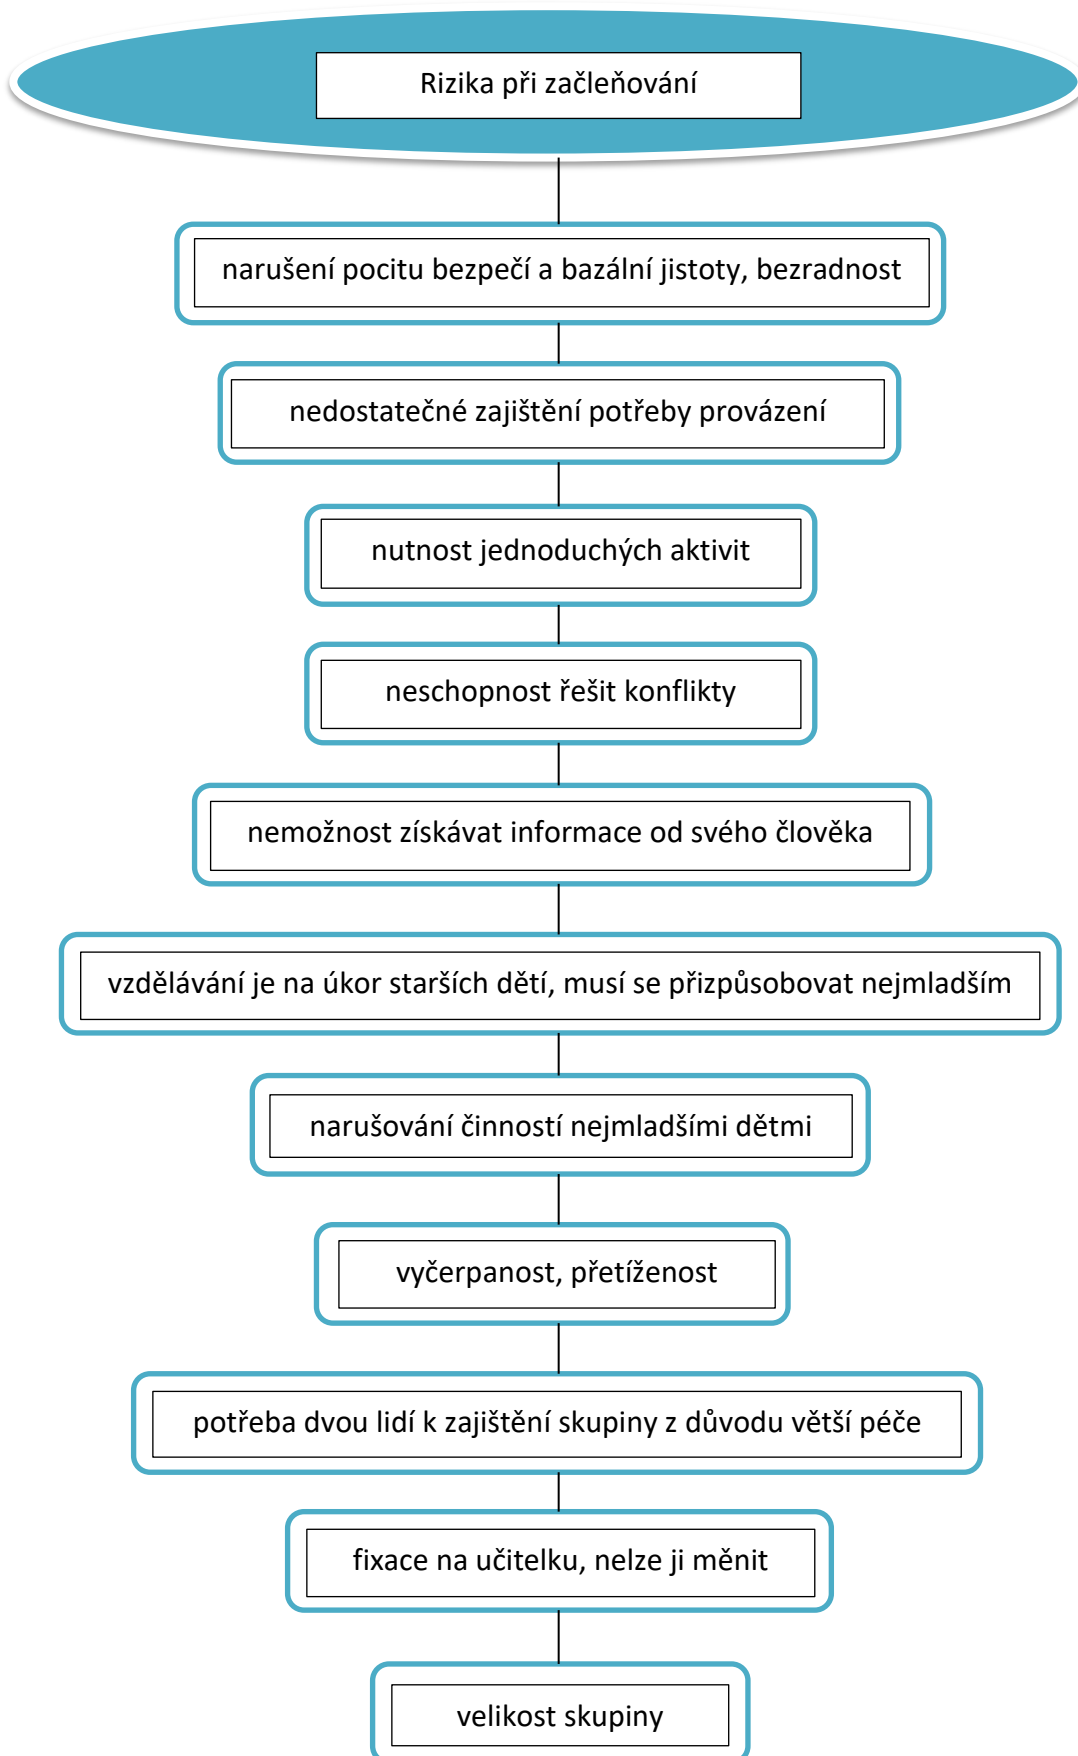 Rizika při začleňování
narušení pocitu bezpečí a bazální jistoty, bezradnost
nedostatečné zajištění potřeby provázení
nutnost jednoduchých aktivit
neschopnost řešit konflikty
nemožnost získávat informace od svého člověka
vzdělávání je na úkor starších dětí, musí se přizpůsobovat nejmladším
narušování činností nejmladšími dětmi
vyčerpanost, přetíženost
potřeba dvou lidí k zajištění skupiny z důvodu větší péče
fixace na učitelku, nelze ji měnit
velikost skupiny